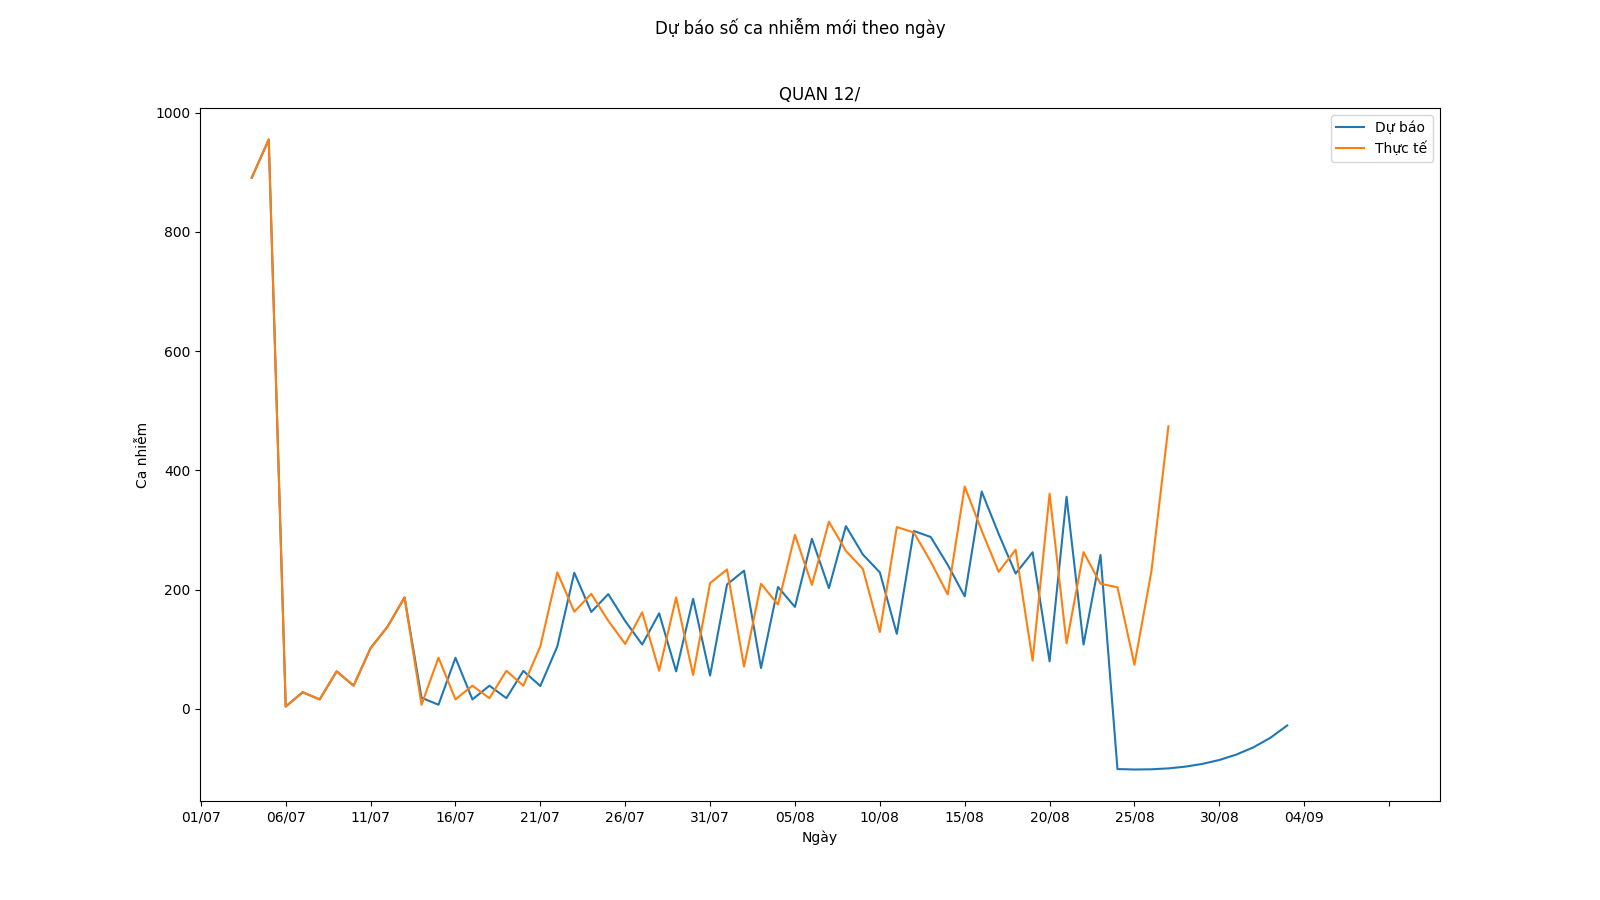 Dự báo số ca nhiễm mới theo ngày
QUAN 12/
Dự báo
Thực tế
1000
800
600
400
200
0
Ca nhiễm
01/07 06/07 11/07 16/07 21/07 26/07 31/07 05/08 10/08 15/08 20/08 25/08 30/08 04/09
Ngày